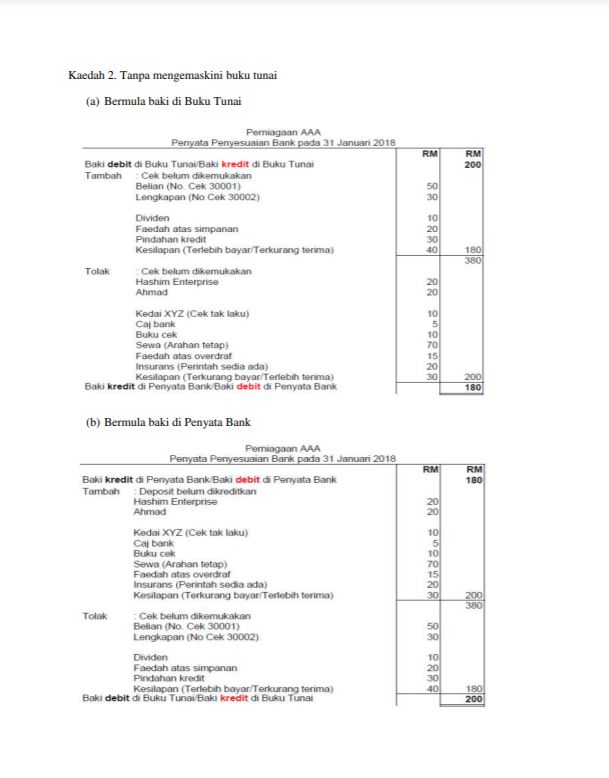 Kaedah 2. Tanpa mengemaskini buku tunai
(a) Bermula baki di Buku Tunai
Perniagaan AAA
Penyata Penyesuaian Bank pada 31 Januari 2018
RM RM
Baki debit di Buku Tunai/Baki kredit di Buku Tunai 200
Tambah : Cek belum dikemukakan
Belian (No. Cek 30001) 50
Lengkapan (No Cek 30002) 30
Dividen 10
Faedah atas simpanan 20
Pindahan kredit 30
Kesilapan (Terlebih bayar/Terkurang terima) 40 180
380
Tolak : Cek belum dikemukakan
Hashim Enterprise 20
Ahmad 20
Kedai XYZ (Cek tak laku) 10
Caj bank 5
Buku cek 10
Sewa (Arahan tetap) 70
Faedah atas overdraf 15
Insurans (Perintah sedia ada) 20
Kesilapan (Terkurang bayar/Terlebih terima) 30 200
Baki kredit di Penyata Bank/Baki debit di Penyata Bank 180
(b) Bermula baki di Penyata Bank
Perniagaan AAA
Penyata Penyesuaian Bank pada 31 Januari 2018
RM RM
Baki kredit di Penyata Bank/Baki debit di Penyata Bank 180
Tambah : Deposit belum dikreditkan
Hashim Enterprise 20
Ahmad 20
Kedai XYZ (Cek tak laku) 10
Caj bank 5
Buku cek 10
Sewa (Arahan tetap) 70
Faedah atas overdraf 15
Insurans (Perintah sedia ada) 20
Kesilapan (Terkurang bayar/Terlebih terima) 30 200
380
Tolak : Cek belum dikemukakan
Belian (No. Cek 30001) 50
Lengkapan (No Cek 30002) 30
Dividen 10
Faedah atas simpanan 20
Pindahan kredit 30
Kesilapan (Terlebih bayar/Terkurang terima) 40 180
Baki debit di Buku Tunai/Baki kredit di Buku Tunai 200